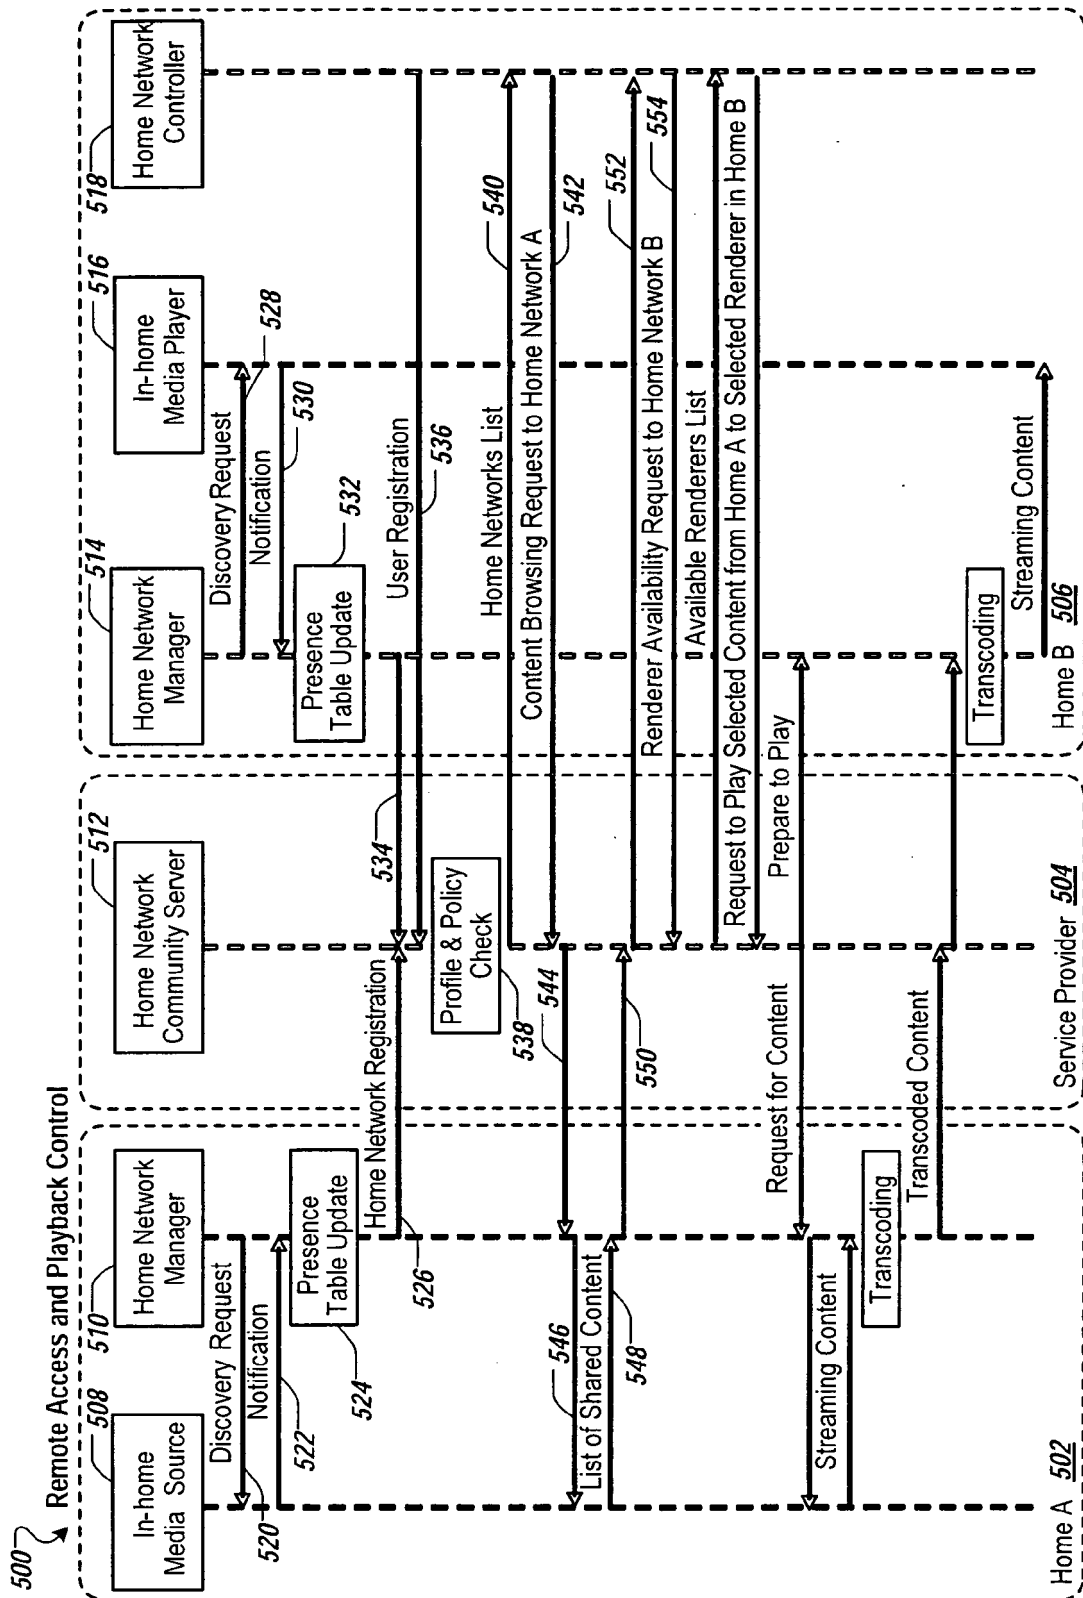 500
Remote Access and Playback Control
508
In-home
Media Source
510
Home Network
Manager
512
Home Network
Community Server
514
Home Network
Manager
516
In-home
Media Player
518
Home Network
Controller
Discovery Request
520
Notification
522
Presence
Table Update
524
Discovery Request
528
Notification
530
Presence
Table Update
532
Home Network Registration
526
534
User Registration
536
Profile & Policy
Check
538
Home Networks List
540
Content Browsing Request to Home Network A
542
544
546
List of Shared Content
548
550
552
Renderer Availability Request to Home Network B
554
Available Renderers List
Request to Play Selected Content from Home A to Selected Renderer in Home B
Request for Content
Prepare to Play
Streaming Content
Transcoding
Transcoded Content
Transcoding
Streaming Content
Home A 502
Service Provider 504
Home B 506